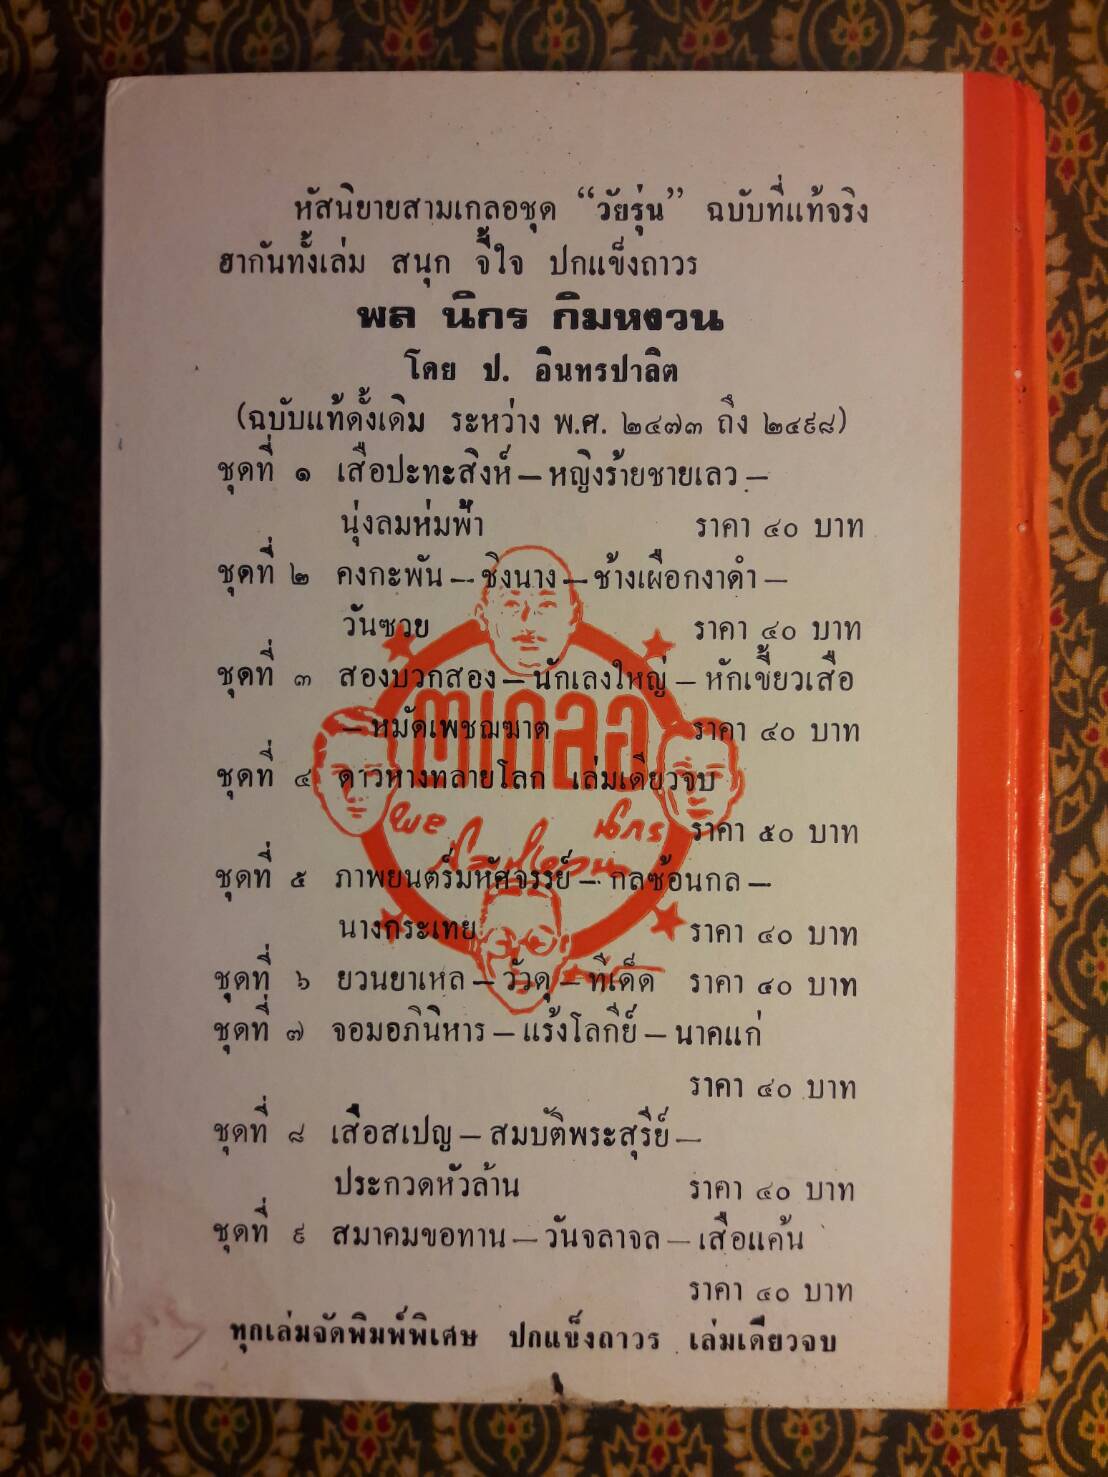 หัสนิยายสามเกลอชุด “วัยรุ่น” ฉบับที่แท้จริง
ฮากันทั้งเล่ม สนุก จี้ใจ ปกแข็งถาวร
พล นิกร กิมหงวน
โดย ป. อินทรปาลิต
(ฉบับแท้ดั้งเดิม ระหว่าง พ.ศ. ๒๔๗๓ ถึง ๒๔๙๘)
ชุดที่ ๑ เสือปะทะสิงห์ – หญิงร้ายชายเลว –
นุ่งลมห่มฟ้า ราคา ๔๐ บาท
ชุดที่ ๒ คงกะพัน – ชิงนาง – ช้างเผือกงาดำ –
วันซวย ราคา ๔๐ บาท
ชุดที่ ๓ สองบวกสอง – นักเลงใหญ่ – หักเขี้ยวเสือ
– หมัดเพชฌฆาต ราคา ๔๐ บาท
๓เกลอ
ชุดที่ ๔ ดาวหางทลายโลก เล่มเดียวจบ
ราคา ๕๐ บาท
พล นิกร
กิมหงวน
ชุดที่ ๕ ภาพยนตร์มหัศจรรย์ – กลซ้อนกล –
นางกระเทย ราคา ๔๐ บาท
ชุดที่ ๖ ยวนยาเหล – วัวดุ – ทีเด็ด ราคา ๔๐ บาท
ชุดที่ ๗ จอมอภินิหาร – แร้งโลกีย์ – นาคแก่
ราคา ๔๐ บาท
ชุดที่ ๘ เสือสเปญ – สมบัติพระสุรีย์ –
ประกวดหัวล้าน ราคา ๔๐ บาท
ชุดที่ ๙ สมาคมขอทาน – วันจลาจล – เสือแค้น
ราคา ๔๐ บาท
ทุกเล่มจัดพิมพ์พิเศษ ปกแข็งถาวร เล่มเดียวจบ